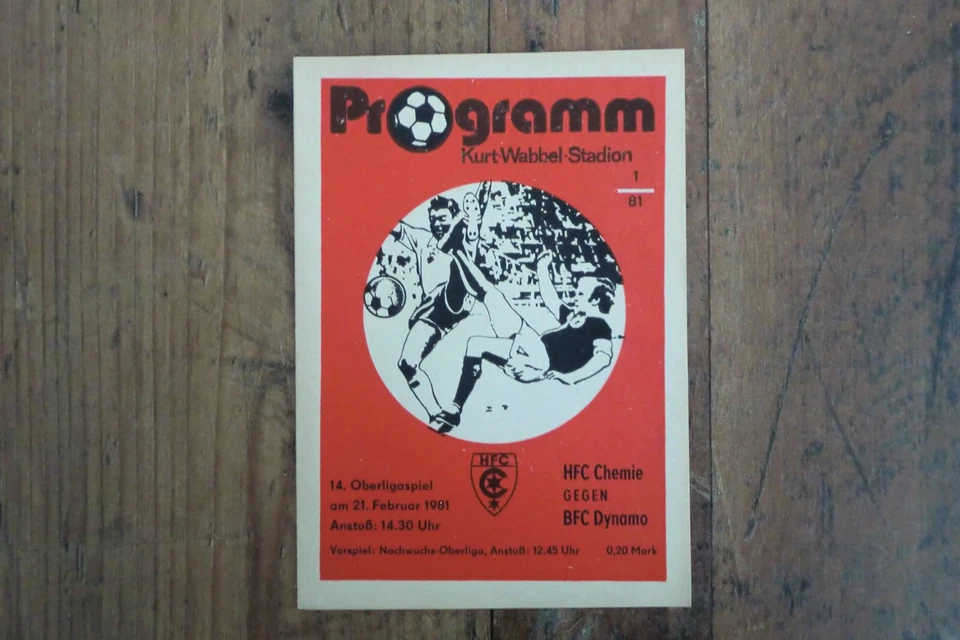 Programm
Kurt-Wabbel-Stadion
1
81
HFC
14. Oberligaspiel
am 21. Februar 1981
Anstoß: 14.30 Uhr
HFC Chemie
GEGEN
BFC Dynamo
Vorspiel: Nachwuchs-Oberliga, Anstoß: 12.45 Uhr 0,20 Mark